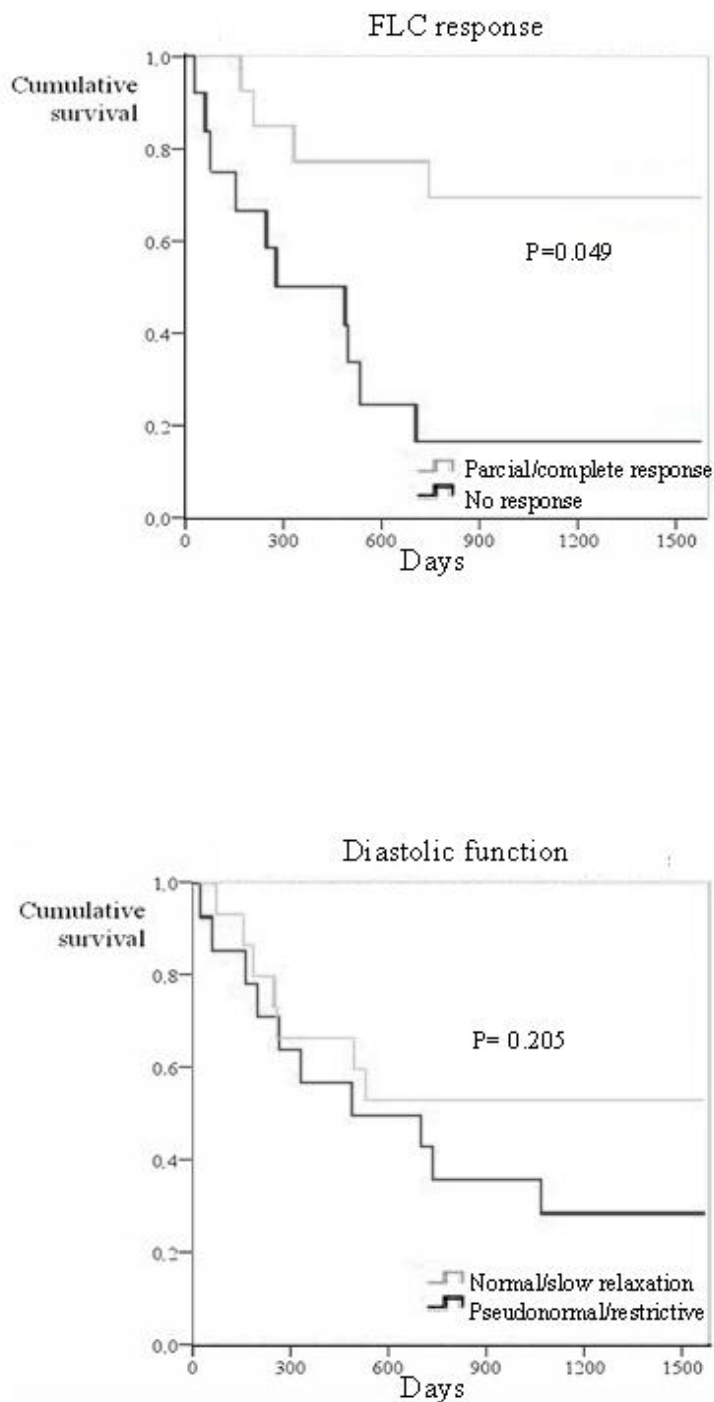 FLC response
Cumulative
survival
1.0
0.8
0.6
0.4
0.2
0.0
P=0.049
Parcial/complete response
No response
0 300 600 900 1200 1500
Days
Diastolic function
Cumulative
survival
1.0
0.8
0.6
0.4
0.2
0.0
P= 0.205
Normal/slow relaxation
Pseudonormal/restrictive
0 300 600 900 1200 1500
Days